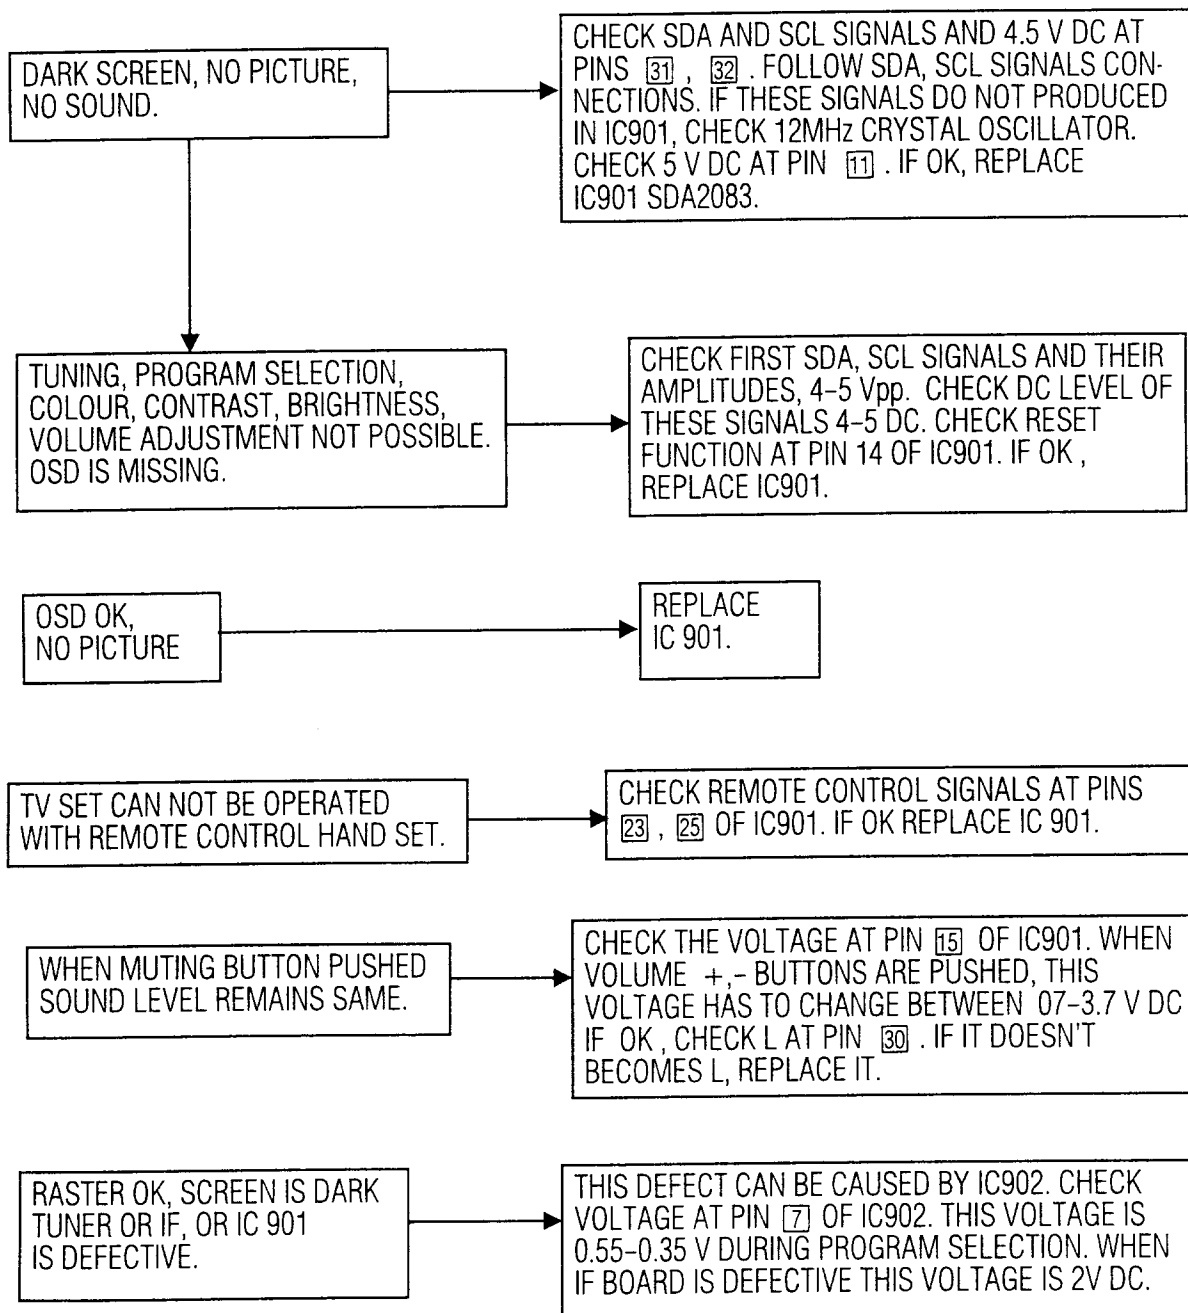 DARK SCREEN, NO PICTURE,
NO SOUND.
CHECK SDA AND SCL SIGNALS AND 4.5 V DC AT
PINS 31 , 32 . FOLLOW SDA, SCL SIGNALS CON-
NECTIONS. IF THESE SIGNALS DO NOT PRODUCED
IN IC901, CHECK 12MHz CRYSTAL OSCILLATOR.
CHECK 5 V DC AT PIN 11 . IF OK, REPLACE
IC901 SDA2083.
TUNING, PROGRAM SELECTION,
COLOUR, CONTRAST, BRIGHTNESS,
VOLUME ADJUSTMENT NOT POSSIBLE.
OSD IS MISSING.
CHECK FIRST SDA, SCL SIGNALS AND THEIR
AMPLITUDES, 4-5 Vpp. CHECK DC LEVEL OF
THESE SIGNALS 4-5 DC. CHECK RESET
FUNCTION AT PIN 14 OF IC901. IF OK ,
REPLACE IC901.
OSD OK,
NO PICTURE
REPLACE
IC 901.
TV SET CAN NOT BE OPERATED
WITH REMOTE CONTROL HAND SET.
CHECK REMOTE CONTROL SIGNALS AT PINS
23 , 25 OF IC901. IF OK REPLACE IC 901.
WHEN MUTING BUTTON PUSHED
SOUND LEVEL REMAINS SAME.
CHECK THE VOLTAGE AT PIN 15 OF IC901. WHEN
VOLUME +,- BUTTONS ARE PUSHED, THIS
VOLTAGE HAS TO CHANGE BETWEEN 07-3.7 V DC
IF OK , CHECK L AT PIN 30 . IF IT DOESN'T
BECOMES L, REPLACE IT.
RASTER OK, SCREEN IS DARK
TUNER OR IF, OR IC 901
IS DEFECTIVE.
THIS DEFECT CAN BE CAUSED BY IC902. CHECK
VOLTAGE AT PIN 7 OF IC902. THIS VOLTAGE IS
0.55-0.35 V DURING PROGRAM SELECTION. WHEN
IF BOARD IS DEFECTIVE THIS VOLTAGE IS 2V DC.